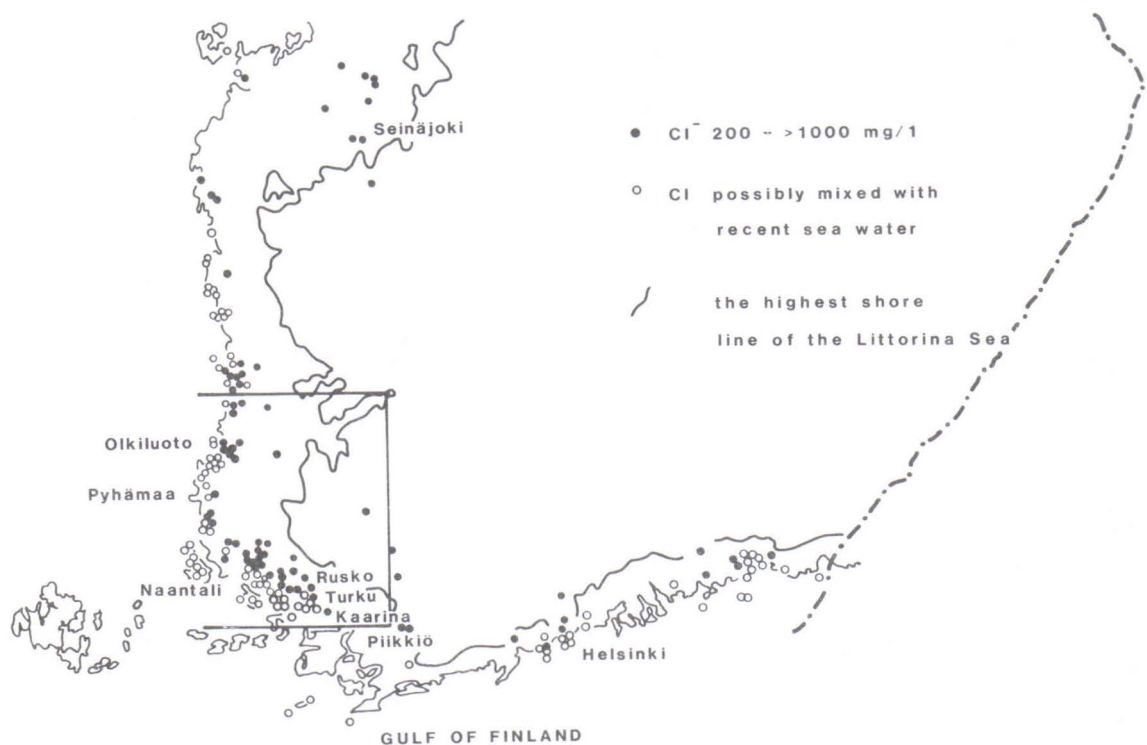 Seinäjoki
● Cl⁻ 200 -- >1000 mg/1
○ Cl possibly mixed with
recent sea water
the highest shore
line of the Littorina Sea
Olkiluoto
Pyhämaa
Naantali
Rusko
Turku
Kaarina
Piikkiö
Helsinki
GULF OF FINLAND